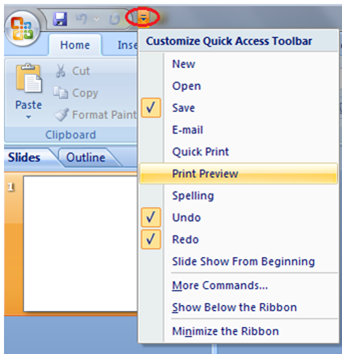 Customize Quick Access Toolbar
Home
Inse
New
Cut
Open
Copy
Save
Paste
Format Paint
E-mail
Clipboard
Quick Print
Slides
Outline
Print Preview
1
Spelling
Undo
Redo
Slide Show From Beginning
More Commands...
Show Below the Ribbon
Minimize the Ribbon